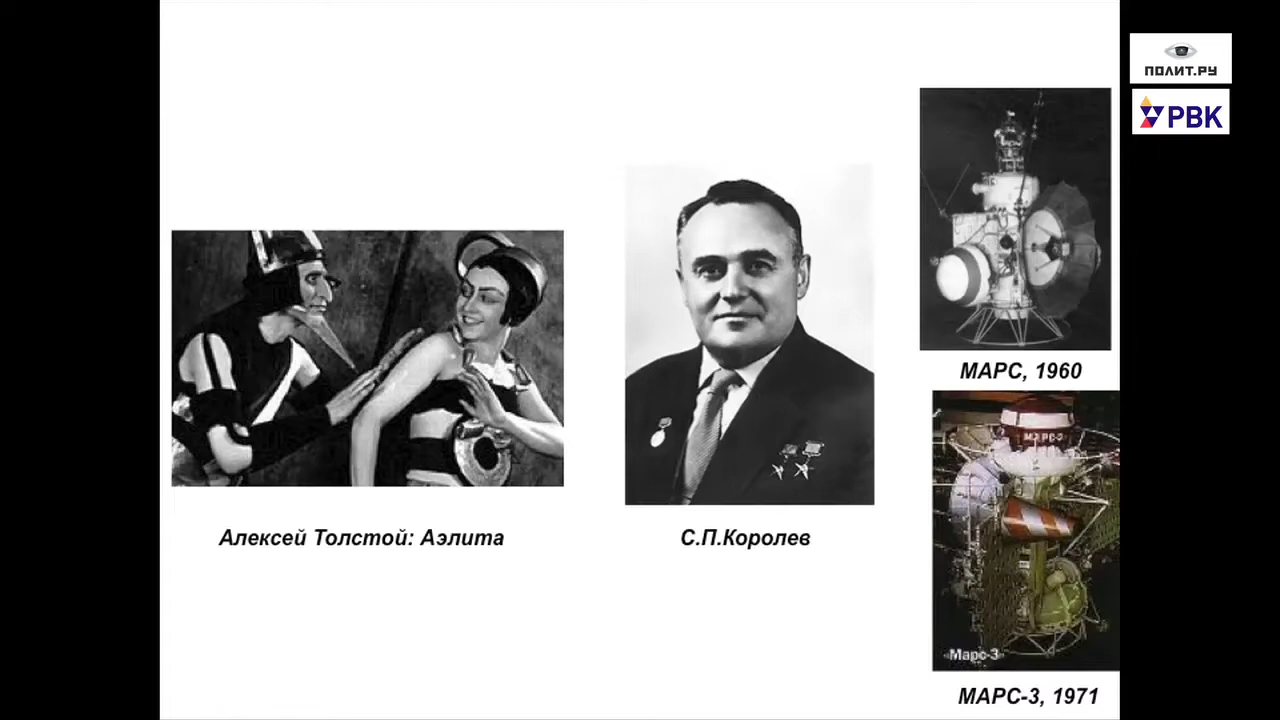 ПОЛИТ.РУ
РВК
МАРС, 1960
МАРС-3
Марс-3
Алексей Толстой: Аэлита
С.П.Королев
МАРС-3, 1971